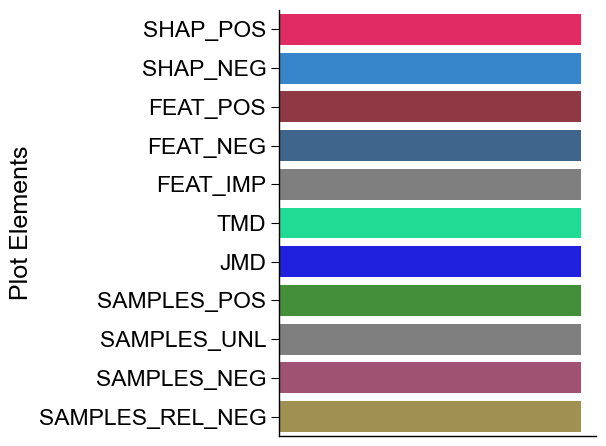 SHAP_POS
SHAP_NEG
FEAT_POS
FEAT_NEG
FEAT_IMP
TMD
JMD
SAMPLES_POS
SAMPLES_UNL
SAMPLES_NEG
SAMPLES_REL_NEG
Plot Elements